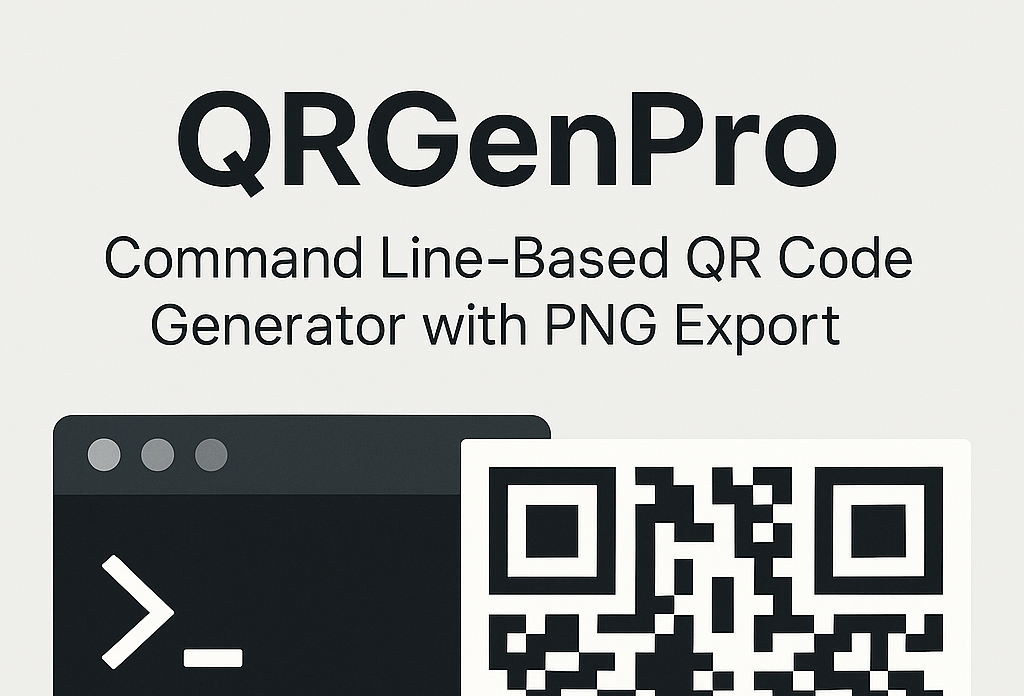 QRGenPro
Command Line-Based QR Code
Generator with PNG Export
>_